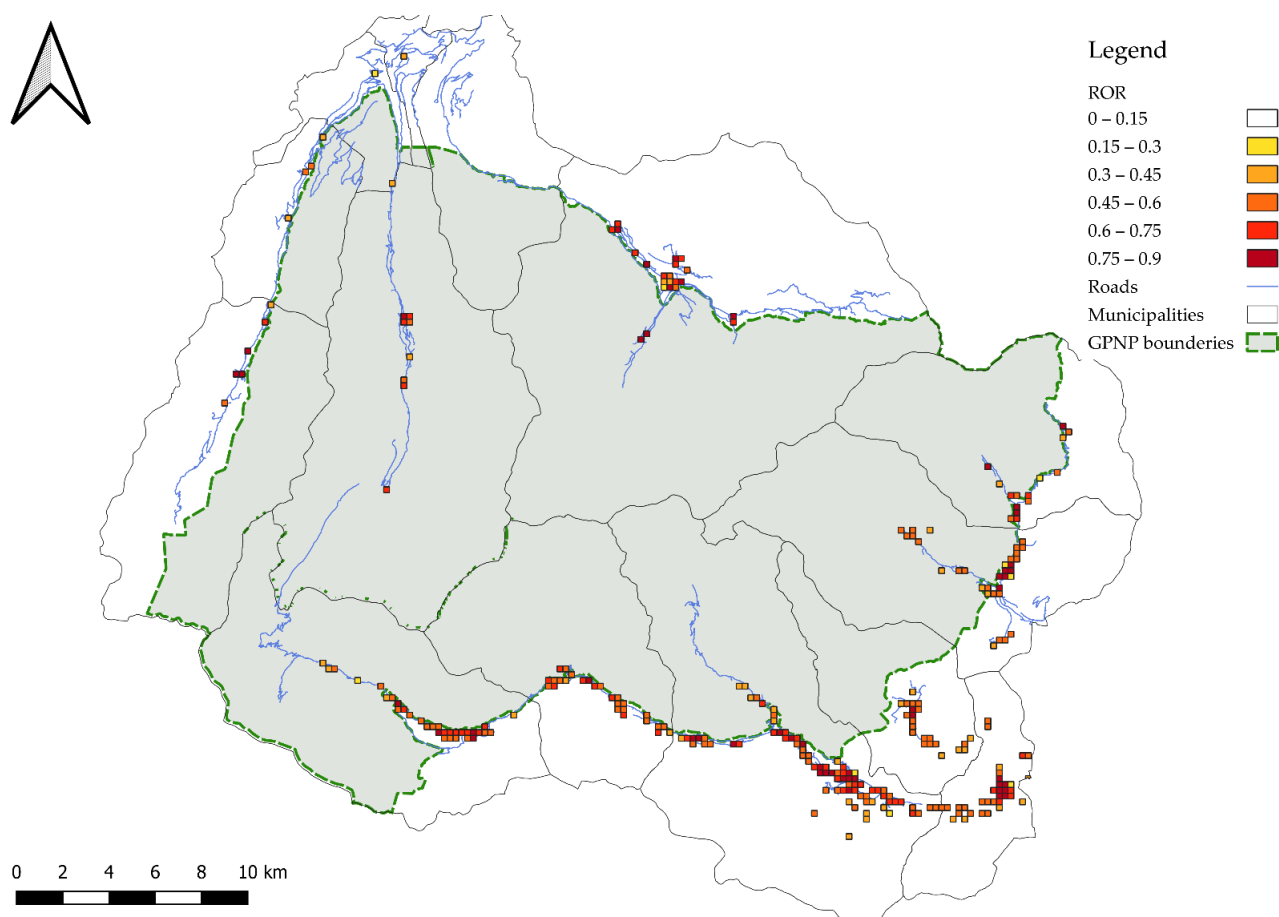 Legend
ROR
0 – 0.15
0.15 – 0.3
0.3 – 0.45
0.45 – 0.6
0.6 – 0.75
0.75 – 0.9
Roads
Municipalities
GPNP bounderies
0 2 4 6 8 10 km